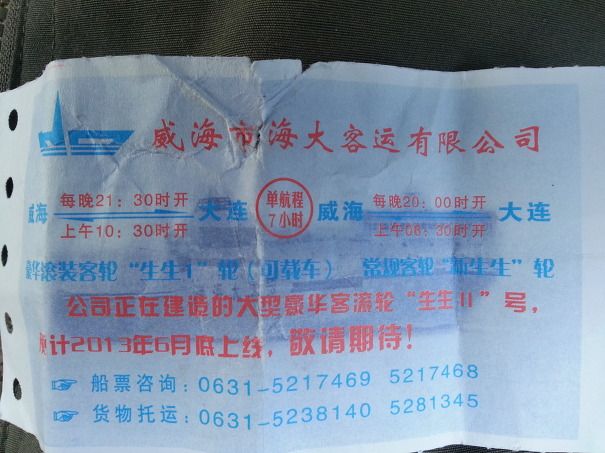 威海市海大客运有限公司
威海 每晚21：30时开 大连 单航程 威海 每晚20：00时开 大连
上午10：30时开 7小时 上午08：30时开
豪华滚装客轮“生生1”轮（可载车） 常规客轮“新生生”轮
公司正在建造的大型豪华客滚轮“生生II”号，
预计2013年6月底上线，敬请期待！
☞ 船票咨询：0631-5217469 5217468
☞ 货物托运：0631-5238140 5281345